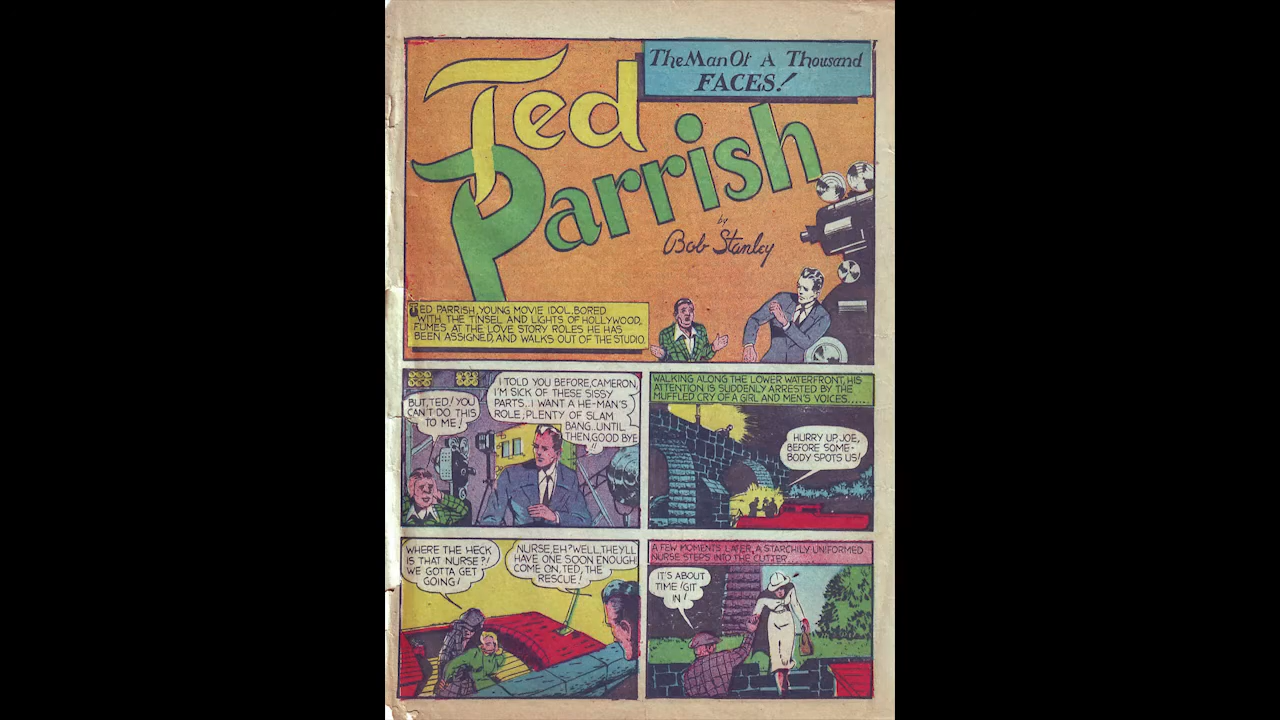 The Man Of A Thousand
FACES!
Ted
Parrish
by
Bob Stanley
TED PARRISH, YOUNG MOVIE IDOL, BORED
WITH THE TINSEL AND LIGHTS OF HOLLYWOOD,
FUMES AT THE LOVE STORY ROLES HE HAS
BEEN ASSIGNED, AND WALKS OUT OF THE STUDIO.
BUT, TED! YOU
CAN'T DO THIS
TO ME!
I TOLD YOU BEFORE, CAMERON,
I'M SICK OF THESE SISSY
PARTS.. I WANT A HE-MAN'S
ROLE, PLENTY OF SLAM
BANG... UNTIL
THEN, GOOD BYE
!!
WALKING ALONG THE LOWER WATERFRONT, HIS
ATTENTION IS SUDDENLY ARRESTED BY THE
MUFFLED CRY OF A GIRL AND MEN'S VOICES......
HURRY UP, JOE,
BEFORE SOME-
BODY SPOTS US!
WHERE THE HECK
IS THAT NURSE?!
WE GOTTA GET
GOING!
NURSE, EH? WELL, THEY'LL
HAVE ONE SOON ENOUGH
COME ON, TED, THE
RESCUE!
A FEW MOMENTS LATER, A STARCHILY UNIFORMED
NURSE STEPS INTO THE CUTTER...
IT'S ABOUT
TIME! GIT
IN!